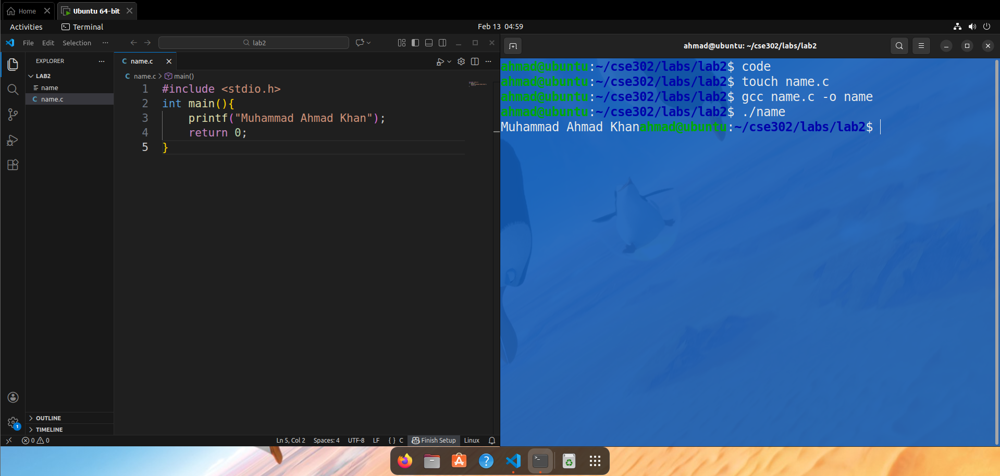 Home
Ubuntu 64-bit
Activities
Terminal
Feb 13 04:59
File Edit Selection ···
lab2
EXPLORER
LAB2
name
C name.c
C name.c
C name.c > main()
1 #include <stdio.h>
2 int main(){
3     printf("Muhammad Ahmad Khan");
4     return 0;
5 }
OUTLINE
TIMELINE
1
0 0
Ln 5, Col 2 Spaces: 4 UTF-8 LF { } C Finish Setup Linux
ahmad@ubuntu: ~/cse302/labs/lab2
ahmad@ubuntu:~/cse302/labs/lab2$ code
ahmad@ubuntu:~/cse302/labs/lab2$ touch name.c
ahmad@ubuntu:~/cse302/labs/lab2$ gcc name.c -o name
ahmad@ubuntu:~/cse302/labs/lab2$ ./name
Muhammad Ahmad Khanahmad@ubuntu:~/cse302/labs/lab2$